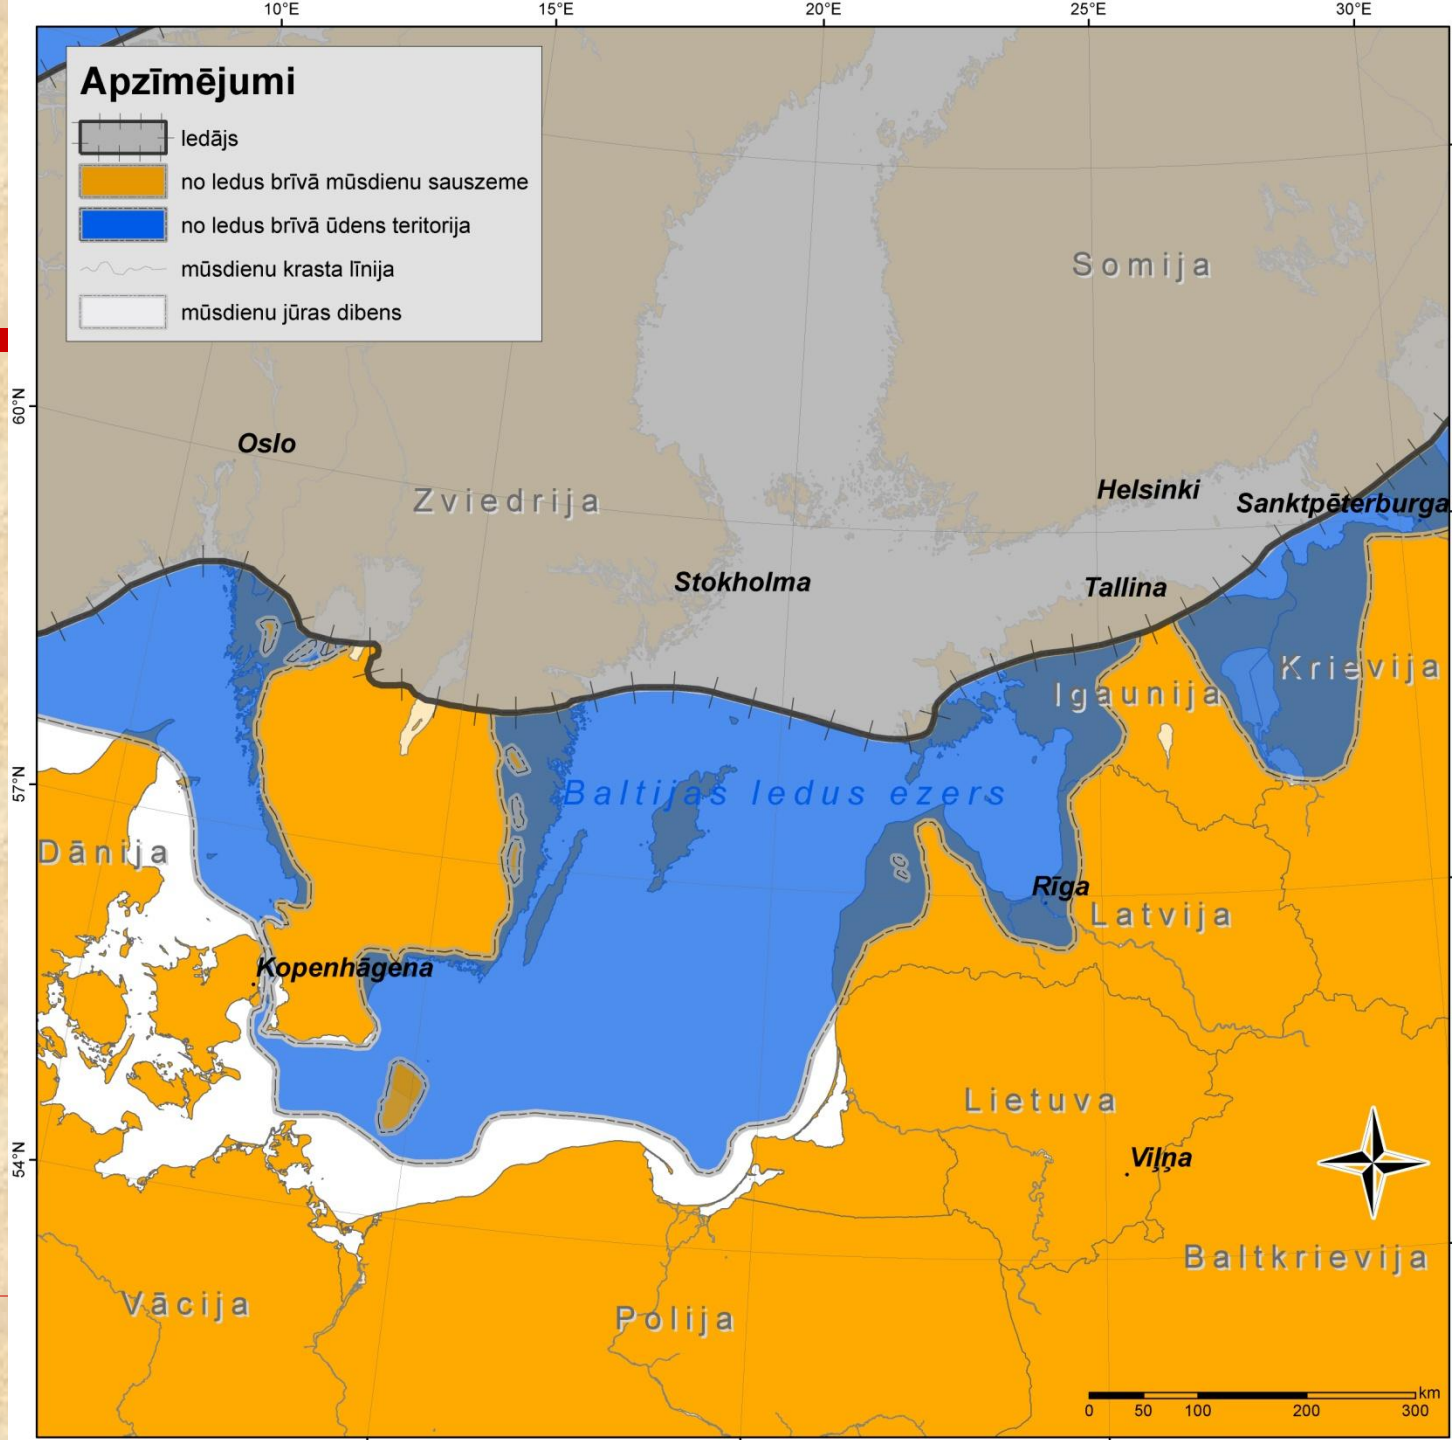 10°E
15°E
20°E
25°E
30°E
Apzīmējumi
ledājs
no ledus brīvā mūsdienu sauszeme
no ledus brīvā ūdens teritorija
mūsdienu krasta līnija
mūsdienu jūras dibens
Somija
60°N
Oslo
Zviedrija
Helsinki
Sanktpēterburga
Stokholma
Tallina
Krievija
Igaunija
57°N
Baltijas ledus ezers
Dānija
Rīga
Latvija
Kopenhāgena
Lietuva
54°N
Viļņa
Baltkrievija
Vācija
Polija
km
0 50 100 200 300